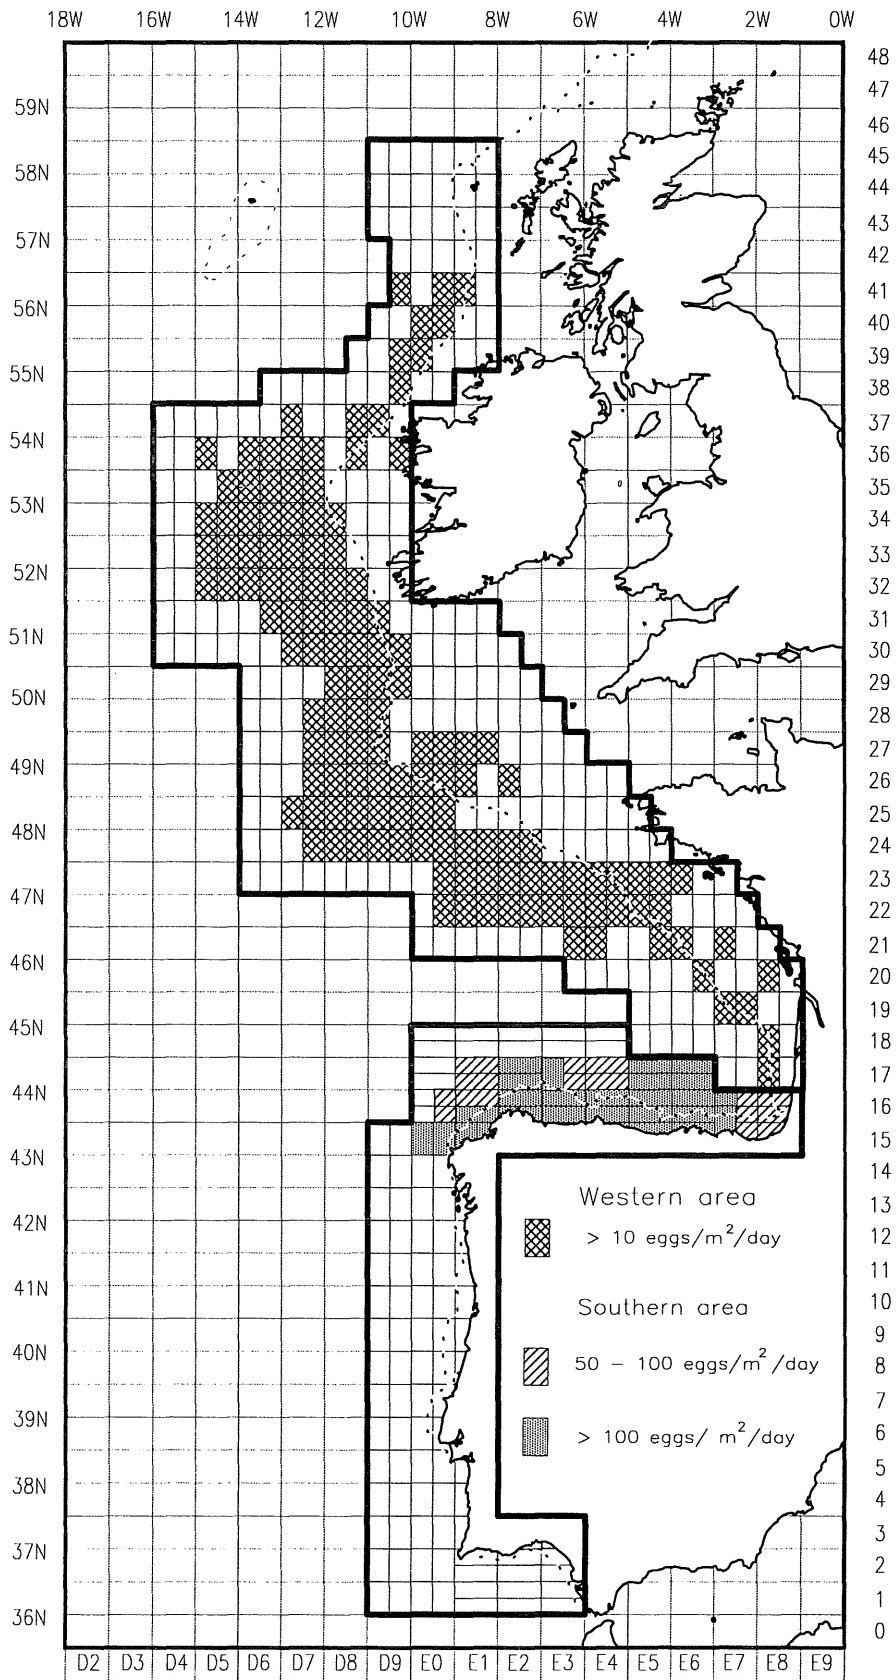 18W 16W 14W 12W 10W 8W 6W 4W 2W 0W
48
59N 47
46
45
58N 44
43
57N 42
41
56N 40
39
55N 38
37
54N 36
35
53N 34
33
52N 32
31
51N 30
29
50N 28
27
49N 26
25
48N 24
23
47N 22
21
46N 20
19
45N 18
17
44N 16
15
43N 14
Western area 13
42N > 10 eggs/m²/day 12
11
41N 10
Southern area
40N 9
50 – 100 eggs/m²/day 8
7
39N 6
> 100 eggs/ m²/day
5
38N 4
3
37N 2
1
36N 0
D2 D3 D4 D5 D6 D7 D8 D9 E0 E1 E2 E3 E4 E5 E6 E7 E8 E9